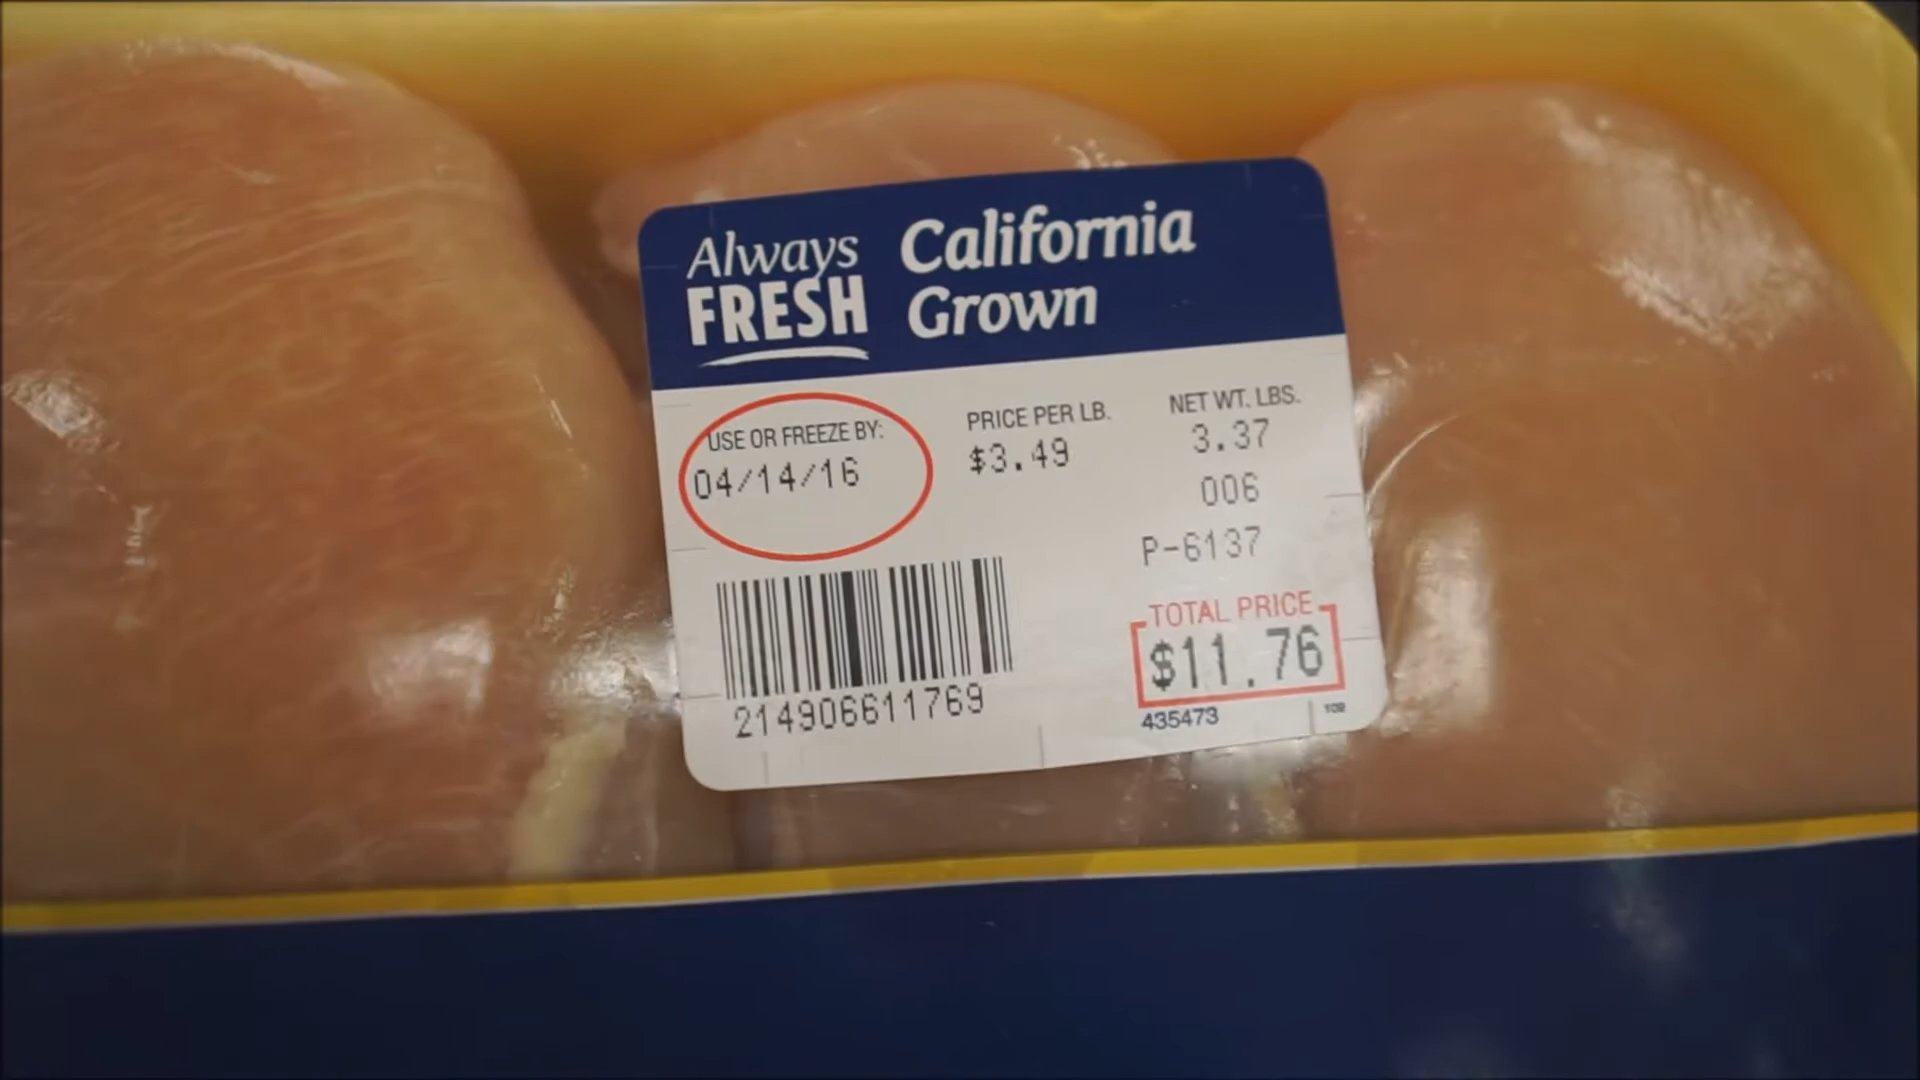 Always
FRESH
California
Grown
USE OR FREEZE BY:
04/14/16
PRICE PER LB.
$3.49
NET WT. LBS.
3.37
006
P-6137
TOTAL PRICE
$11.76
214906611769
435473